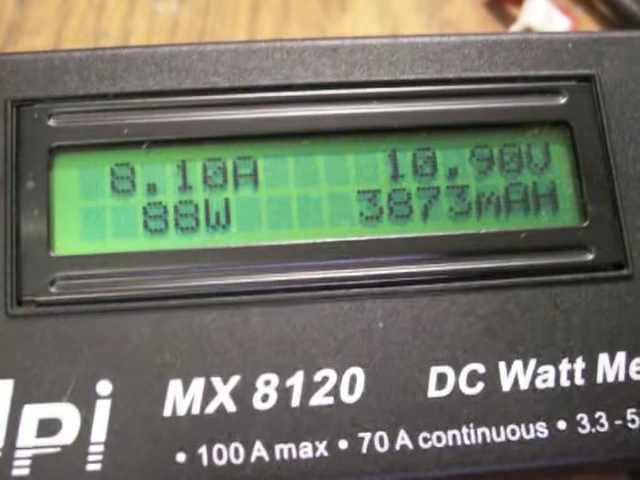 8.10A 10.90V
88W 3873mAH
MX 8120 DC Watt Me
• 100 A max • 70 A continuous • 3.3 - 5